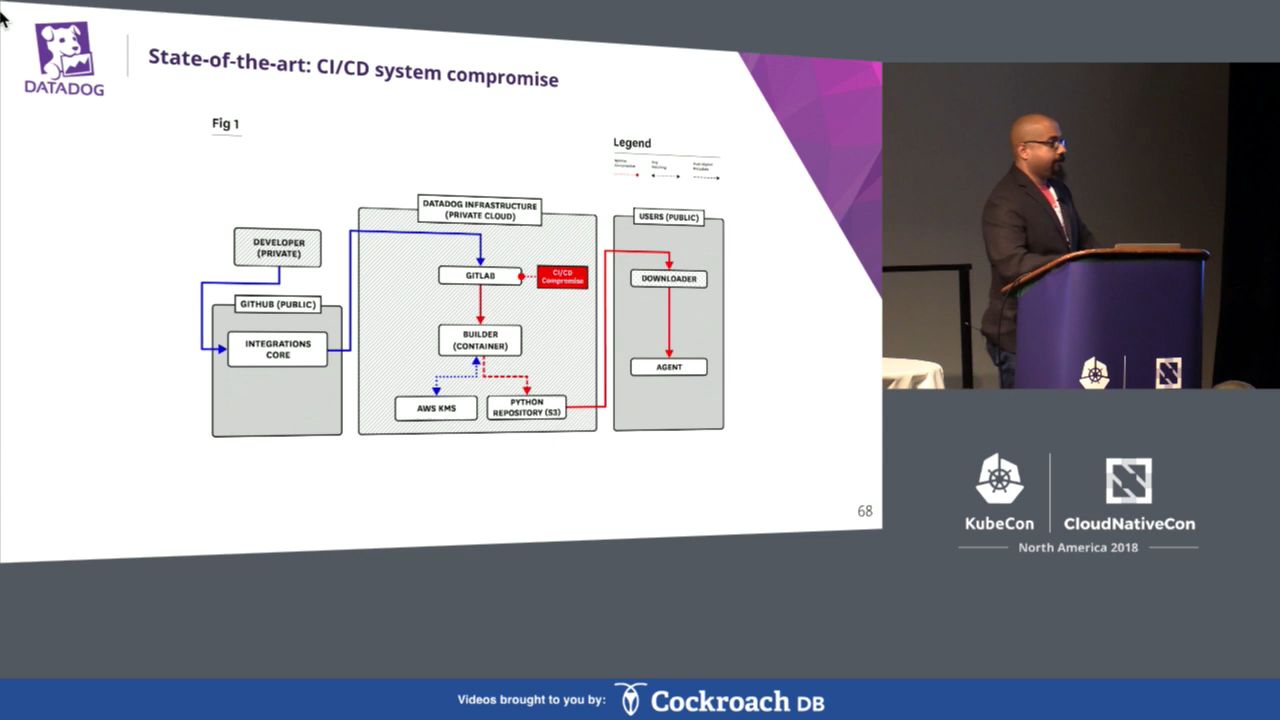 DATADOG
State-of-the-art: CI/CD system compromise
Fig 1
Legend
DATADOG INFRASTRUCTURE
(PRIVATE CLOUD)
USERS (PUBLIC)
DEVELOPER
(PRIVATE)
GITLAB
CI/CD
Compromise
DOWNLOADER
GITHUB (PUBLIC)
INTEGRATIONS
CORE
BUILDER
(CONTAINER)
AGENT
AWS KMS
PYTHON
REPOSITORY (S3)
68
KubeCon
CloudNativeCon
North America 2018
Videos brought to you by:
Cockroach DB